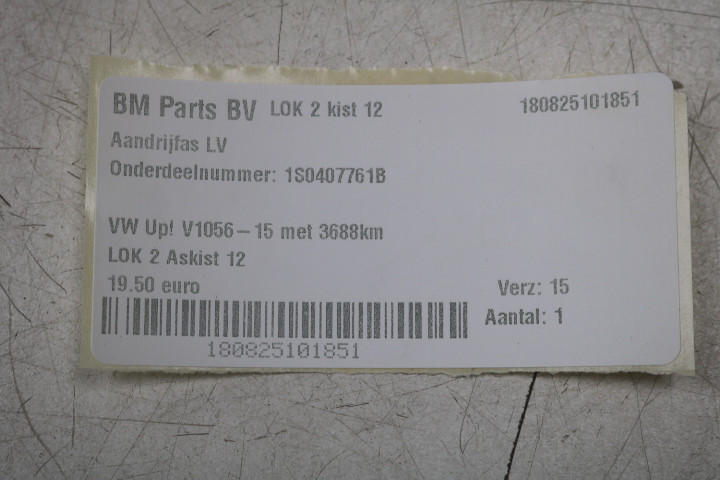 BM Parts BV LOK 2 kist 12 180825101851
Aandrijfas LV
Onderdeelnummer: 1S0407761B
VW Up! V1056-15 met 3688km
LOK 2 Askist 12
19.50 euro Verz: 15
Aantal: 1
180825101851